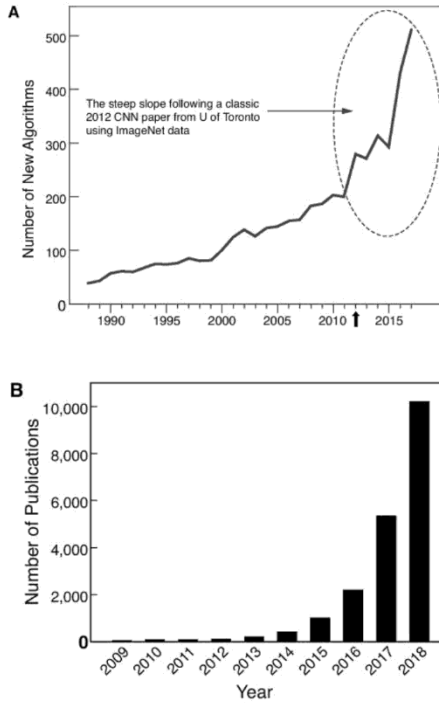 A
Number of New Algorithms
500
400
300
200
100
0
The steep slope following a classic
2012 CNN paper from U of Toronto
using ImageNet data
1990 1995 2000 2005 2010 2015
B
Number of Publications
10,000
8,000
6,000
4,000
2,000
0
2009 2010 2011 2012 2013 2014 2015 2016 2017 2018
Year